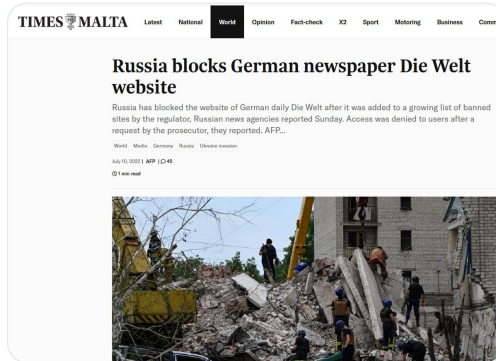 TIMES MALTA Latest National World Opinion Fact-check X2 Sport Motoring Business
Russia blocks German newspaper Die Welt
website
Russia has blocked the website of German daily Die Welt after it was added to a growing list of banned
sites by the regulator, Russian news agencies reported Sunday. Access was denied to users after a
request by the prosecutor, they reported. AFP...
World Media Germany Russia Ukraine invasion
July 10, 2022 | AFP | 45
1 min read